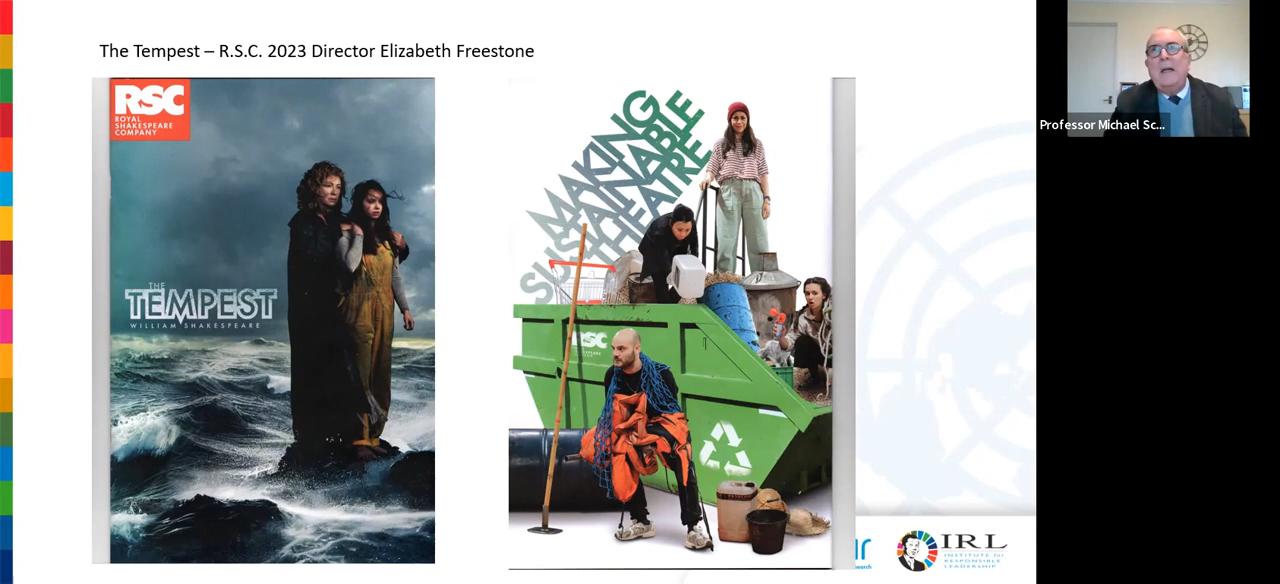 The Tempest – R.S.C. 2023 Director Elizabeth Freestone
RSC
ROYAL
SHAKESPEARE
COMPANY
THE
TEMPEST
WILLIAM SHAKESPEARE
MAKING
SUSTAINABLE
THEATRE
RSC
Professor Michael Sc...
IRL
INSTITUTE for
RESPONSIBLE
LEADERSHIP